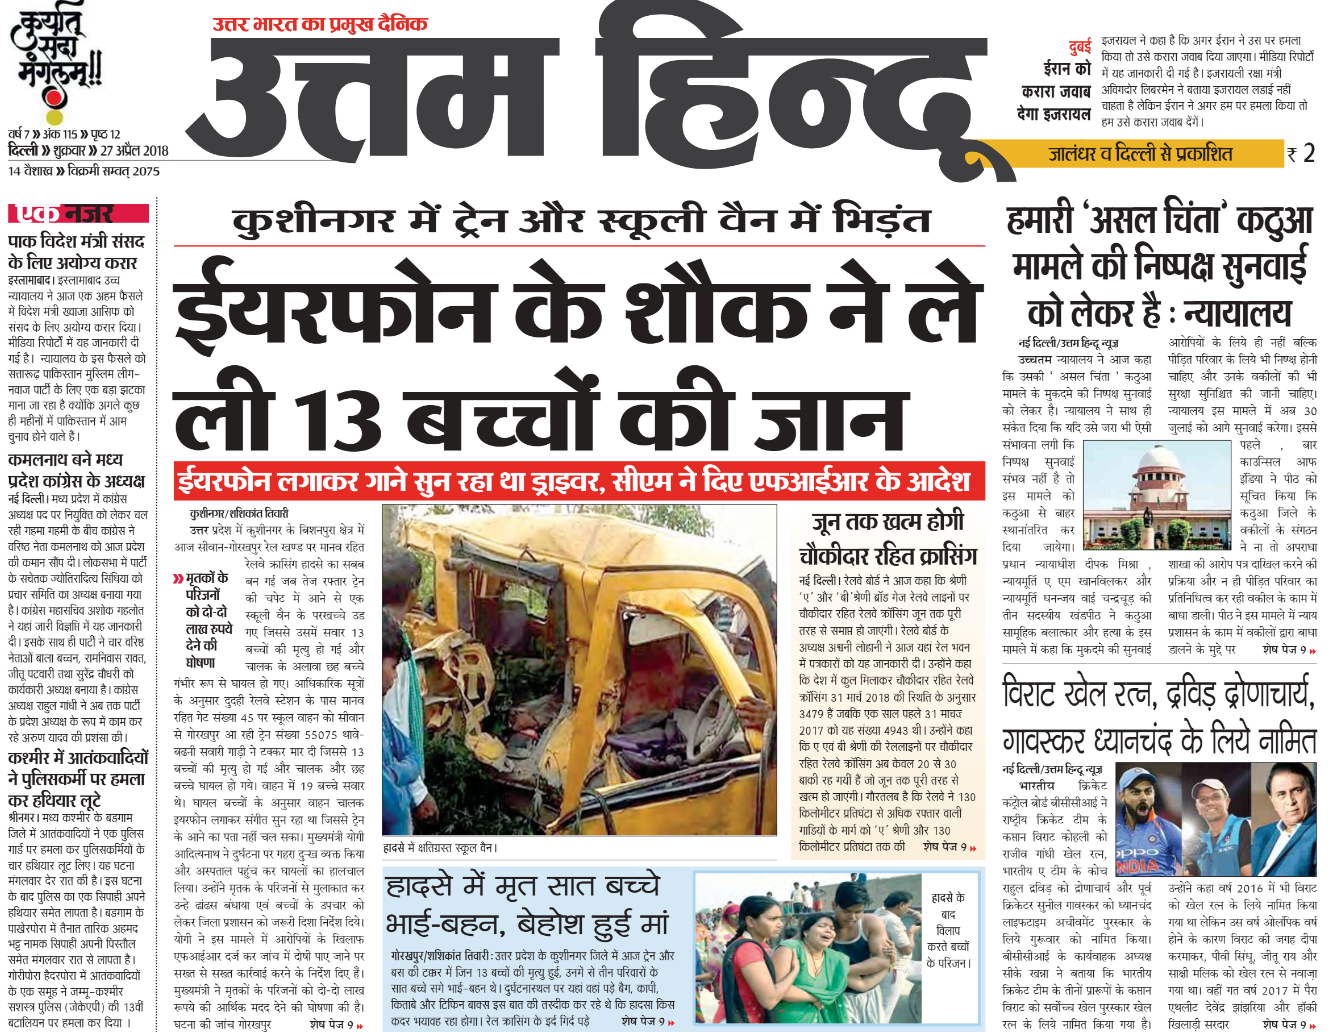 कुर्यात्
सदा
मंगलम्!!
वर्ष 7 » अंक 115 » पृष्ठ 12
दिल्ली » शुक्रवार » 27 अप्रैल 2018
14 वैशाख » विक्रमी सम्वत् 2075
उत्तर भारत का प्रमुख दैनिक
उत्तम हिन्दू
दुबई
ईरान को
करारा जवाब
देगा इजरायल
इजरायल ने कहा है कि अगर ईरान ने उस पर हमला
किया तो उसे करारा जवाब दिया जाएगा। मीडिया रिपोर्टों
में यह जानकारी दी गई है। इजरायली रक्षा मंत्री
अविगदोर लिबरमेन ने बताया इजरायल लडाई नहीं
चाहता है लेकिन ईरान ने अगर हम पर हमला किया तो
हम उसे करारा जवाब देंगे।
जालंधर व दिल्ली से प्रकाशित
₹ 2
एक नजर
पाक विदेश मंत्री संसद
के लिए अयोग्य करार
इस्लामाबाद। इस्लामाबाद उच्च
न्यायालय ने आज एक अहम फैसले
में विदेश मंत्री ख्वाजा आसिफ को
संसद के लिए अयोग्य करार दिया।
मीडिया रिपोर्टों में यह जानकारी दी
गई है। न्यायालय के इस फैसले को
सत्तारूढ़ पाकिस्तान मुस्लिम लीग-
नवाज पार्टी के लिए एक बड़ा झटका
माना जा रहा है क्योंकि अगले कुछ
ही महीनों में पाकिस्तान में आम
चुनाव होने वाले हैं।
कमलनाथ बने मध्य
प्रदेश कांग्रेस के अध्यक्ष
नई दिल्ली। मध्य प्रदेश में कांग्रेस
अध्यक्ष पद पर नियुक्ति को लेकर चल
रही गहमा गहमी के बीच कांग्रेस ने
वरिष्ठ नेता कमलनाथ को आज प्रदेश
की कमान सौंप दी। लोकसभा में पार्टी
के सचेतक ज्योतिरादित्य सिंधिया को
प्रचार समिति का अध्यक्ष बनाया गया
है। कांग्रेस महासचिव अशोक गहलोत
ने यहां जारी विज्ञप्ति में यह जानकारी
दी। इसके साथ ही पार्टी ने चार वरिष्ठ
नेताओं बाला बच्चन, रामनिवास रावत,
जीतू पटवारी तथा सुरेंद्र चौधरी को
कार्यकारी अध्यक्ष बनाया है। कांग्रेस
अध्यक्ष राहुल गांधी ने अब तक पार्टी
के प्रदेश अध्यक्ष के रूप में काम कर
रहे अरुण यादव की प्रशंसा की।
कश्मीर में आतंकवादियों
ने पुलिसकर्मी पर हमला
कर हथियार लूटे
श्रीनगर। मध्य कश्मीर के बडगाम
जिले में आतंकवादियों ने एक पुलिस
गार्ड पर हमला कर पुलिसकर्मियो के
चार हथियार लूट लिए। यह घटना
मंगलवार देर रात की है। इस घटना
के बाद पुलिस का एक सिपाही अपने
हथियार समेत लापता है। बडगाम के
पाखेरपोरा में तैनात तारिक अहमद
भट्ट नामक सिपाही अपनी पिस्तौल
समेत मंगलवार रात से लापता है।
गोरीपोरा हैदरपोरा में आतंकवादियों
के एक समूह ने जम्मू-कश्मीर
सशस्त्र पुलिस (जेकेएपी) की 13वीं
बटालियन पर हमला कर दिया ।
कुशीनगर में ट्रेन और स्कूली वैन में भिड़ंत
ईयरफोन के शौक ने ले
ली 13 बच्चों की जान
ईयरफोन लगाकर गाने सुन रहा था ड्राइवर, सीएम ने दिए एफआईआर के आदेश
कुशीनगर/शशिकांत तिवारी
उत्तर प्रदेश में कुशीनगर के बिशनपुरा क्षेत्र में
आज सीवान-गोरखपुर रेल खण्ड पर मानव रहित
रेलवे क्रासिंग हादसे का सबब
बन गई जब तेज रफ्तार ट्रेन
की चपेट में आने से एक
स्कूली वैन के परखच्चे उड
गए जिससे उसमें सवार 13
बच्चों की मृत्यु हो गई और
चालक के अलावा छह बच्चे
» मृतकों के
परिजनों
को दो-दो
लाख रुपये
देने की
घोषणा
गंभीर रूप से घायल हो गए। आधिकारिक सूत्रों
के अनुसार दुदही रेलवे स्टेशन के पास मानव
रहित गेट संख्या 45 पर स्कूल वाहन को सीवान
से गोरखपुर आ रही ट्रेन संख्या 55075 थावे-
बढनी सवारी गाड़ी ने टक्कर मार दी जिससे 13
बच्चों की मृत्यु हो गई और चालक और छह
बच्चे घायल हो गये। वाहन में 19 बच्चे सवार
थे। घायल बच्चों के अनुसार वाहन चालक
इयरफोन लगाकर संगीत सुन रहा था जिससे ट्रेन
के आने का पता नहीं चल सका। मुख्यमंत्री योगी
आदित्यनाथ ने दुर्घटना पर गहरा दुःख व्यक्त किया
और अस्पताल पहुंच कर घायलों का हालचाल
लिया। उन्होंने मृतक के परिजनों से मुलाकात कर
उन्हे ढांढस बंधाया एवं बच्चों के उपचार को
लेकर जिला प्रशासन को जरूरी दिशा निर्देश दिये।
योगी ने इस मामले में आरोपियों के खिलाफ
एफआईआर दर्ज कर जांच में दोषी पाए जाने पर
सख्त से सख्त कार्रवाई करने के निर्देश दिए हैं।
मुख्यमंत्री ने मृतकों के परिजनों को दो-दो लाख
रूपये की आर्थिक मदद देने की घोषणा की है।
घटना की जांच गोरखपुर शेष पेज 9 »
हादसे में क्षतिग्रस्त स्कूल वैन।
जून तक खत्म होगी
चौकीदार रहित क्रासिंग
नई दिल्ली। रेलवे बोर्ड ने आज कहा कि श्रेणी
'ए' और 'बी'श्रेणी ब्रॉड गेज रेलवे लाइनों पर
चौकीदार रहित रेलवे क्रॉसिंग जून तक पूरी
तरह से समाप्त हो जाएंगी। रेलवे बोर्ड के
अध्यक्ष अश्वनी लोहानी ने आज यहां रेल भवन
में पत्रकारों को यह जानकारी दी। उन्होंने कहा
कि देश में कुल मिलाकर चौकीदार रहित रेलवे
क्रॉसिंग 31 मार्च 2018 की स्थिति के अनुसार
3479 हैं जबकि एक साल पहले 31 मार्च
2017 को यह संख्या 4943 थी। उन्होंने कहा
कि ए एवं बी श्रेणी की रेललाइनों पर चौकीदार
रहित रेलवे क्रॉसिंग अब केवल 20 से 30
बाकी रह गयी हैं जो जून तक पूरी तरह से
खत्म हो जाएंगी। गौरतलब है कि रेलवे ने 130
किलोमीटर प्रतिघंटा से अधिक रफ्तार वाली
गाडियों के मार्ग को 'ए' श्रेणी और 130
किलोमीटर प्रतिघंटा तक की शेष पेज 9 »
हादसे में मृत सात बच्चे
भाई-बहन, बेहोश हुई मां
गोरखपुर/शशिकांत तिवारी: उत्तर प्रदेश के कुशीनगर जिले में आज ट्रेन और
बस की टक्कर में जिन 13 बच्चों की मृत्यु हुई, उनमे से तीन परिवारों के
सात बच्चे सगे भाई-बहन थे। दुर्घटनास्थल पर यहां वहां पड़े बैग, कापी,
किताबे और टिफिन बाक्स इस बात की तस्दीक कर रहे थे कि हादसा किस
कदर भयावह रहा होगा। रेल क्रासिंग के इर्द गिर्द पड़े शेष पेज 9 »
हादसे के
बाद
विलाप
करते बच्चों
के परिजन।
हमारी 'असल चिंता' कठुआ
मामले की निष्पक्ष सुनवाई
को लेकर है : न्यायालय
नई दिल्ली/उत्तम हिन्दू न्यूज
उच्चतम न्यायालय ने आज कहा
कि उसकी ' असल चिंता ' कठुआ
मामले के मुकदमे की निष्पक्ष सुनवाई
को लेकर है। न्यायालय ने साथ ही
संकेत दिया कि यदि उसे जरा भी ऐसी
संभावना लगी कि
निष्पक्ष सुनवाई
संभव नहीं है तो
इस मामले को
कठुआ से बाहर
स्थानांतरित कर
दिया जायेगा।
प्रधान न्यायाधीश दीपक मिश्रा ,
न्यायमूर्ति ए एम खानविलकर और
न्यायमूर्ति धनन्जय वाई चन्द्रचूड़ की
तीन सदस्यीय खंडपीठ ने कठुआ
सामूहिक बलात्कार और हत्या के इस
मामले में कहा कि मुकदमे की सुनवाई
आरोपियों के लिये ही नहीं बल्कि
पीड़ित परिवार के लिये भी निष्पक्ष होनी
चाहिए और उनके वकीलों की भी
सुरक्षा सुनिश्चित की जानी चाहिए।
न्यायालय इस मामले में अब 30
जुलाई को आगे सुनवाई करेगा। इससे
पहले , बार
काउन्सिल आफ
इंडिया ने पीठ को
सूचित किया कि
कठुआ जिले के
वकीलों के संगठन
ने ना तो अपराध
शाखा की आरोप पत्र दाखिल करने की
प्रक्रिया और न ही पीड़ित परिवार का
प्रतिनिधित्व कर रही वकील के काम में
बाधा डाली। पीठ ने इस मामले में न्याय
प्रशासन के काम में वकीलों द्वारा बाधा
डालने के मुद्दे पर शेष पेज 9 »
विराट खेल रत्न, द्रविड़ द्रोणाचार्य,
गावस्कर ध्यानचंद के लिये नामित
नई दिल्ली/उत्तम हिन्दू न्यूज
भारतीय क्रिकेट
कंट्रोल बोर्ड बीसीसीआई ने
राष्ट्रीय क्रिकेट टीम के
कप्तान विराट कोहली को
राजीव गांधी खेल रत्न,
भारतीय ए टीम के कोच
राहुल द्रविड को द्रोणाचार्य और पूर्व
क्रिकेटर सुनील गावस्कर को ध्यानचंद
लाइफटाइम अचीवमेंट पुरस्कार के
लिये गुरूवार को नामित किया।
बीसीसीआई के कार्यवाहक अध्यक्ष
सीके खन्ना ने बताया कि भारतीय
क्रिकेट टीम के तीनों प्रारूपों के कप्तान
विराट को सर्वोच्च खेल पुरस्कार खेल
रत्न के लिये नामित किया गया है।
oppo
INDIA
उन्होंने कहा वर्ष 2016 में भी विराट
को खेल रत्न के लिये नामित किया
गया था लेकिन उस वर्ष ओलंपिक वर्ष
होने के कारण विराट की जगह दीपा
करमाकर, पीवी सिंधू, जीतू राय और
साक्षी मलिक को खेल रत्न से नवाजा
गया था। वहीं गत वर्ष 2017 में पैरा
एथलीट देवेंद्र झांझरिया और हॉकी
खिलाड़ी सरदार शेष पेज 9 »